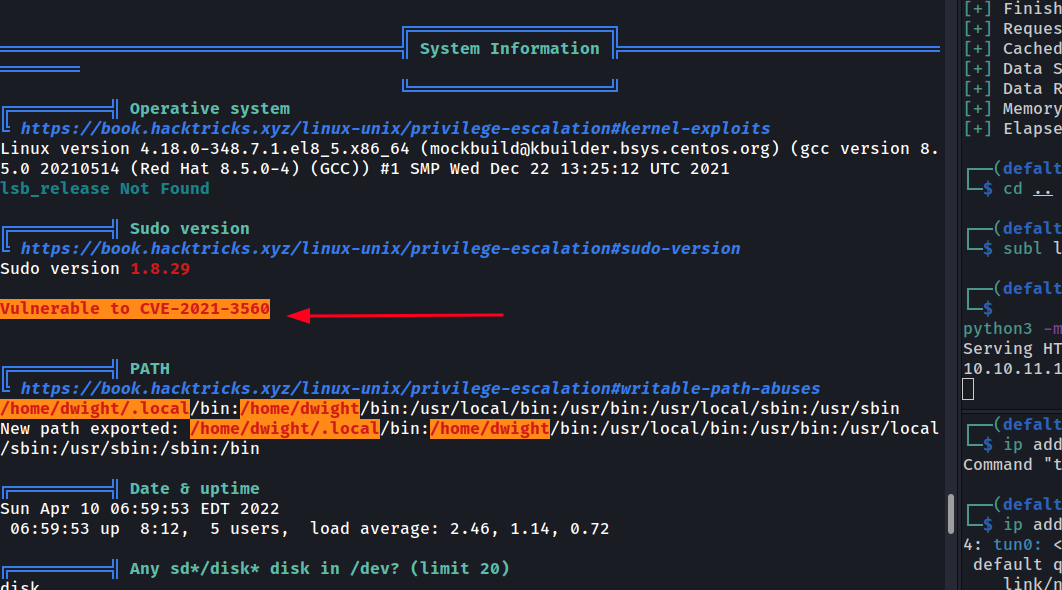 System Information
Operative system
https://book.hacktricks.xyz/linux-unix/privilege-escalation#kernel-exploits
Linux version 4.18.0-348.7.1.el8_5.x86_64 (mockbuild@kbuilder.bsys.centos.org) (gcc version 8.
5.0 20210514 (Red Hat 8.5.0-4) (GCC)) #1 SMP Wed Dec 22 13:25:12 UTC 2021
lsb_release Not Found
Sudo version
https://book.hacktricks.xyz/linux-unix/privilege-escalation#sudo-version
Sudo version 1.8.29
Vulnerable to CVE-2021-3560
PATH
https://book.hacktricks.xyz/linux-unix/privilege-escalation#writable-path-abuses
/home/dwight/.local/bin:/home/dwight/bin:/usr/local/bin:/usr/bin:/usr/local/sbin:/usr/sbin
New path exported: /home/dwight/.local/bin:/home/dwight/bin:/usr/local/bin:/usr/bin:/usr/local
/sbin:/usr/sbin:/sbin:/bin
Date & uptime
Sun Apr 10 06:59:53 EDT 2022
06:59:53 up  8:12,  5 users,  load average: 2.46, 1.14, 0.72
Any sd*/disk* disk in /dev? (limit 20)
disk
[+] Finish
[+] Reques
[+] Cached
[+] Data S
[+] Data R
[+] Memory
[+] Elapse
(defalt
$ cd ..
(defalt
$ subl l
(defalt
$
python3 -m
Serving HT
10.10.11.1
(defalt
$ ip add
Command "t
(defalt
$ ip add
4: tun0: <
default q
link/n